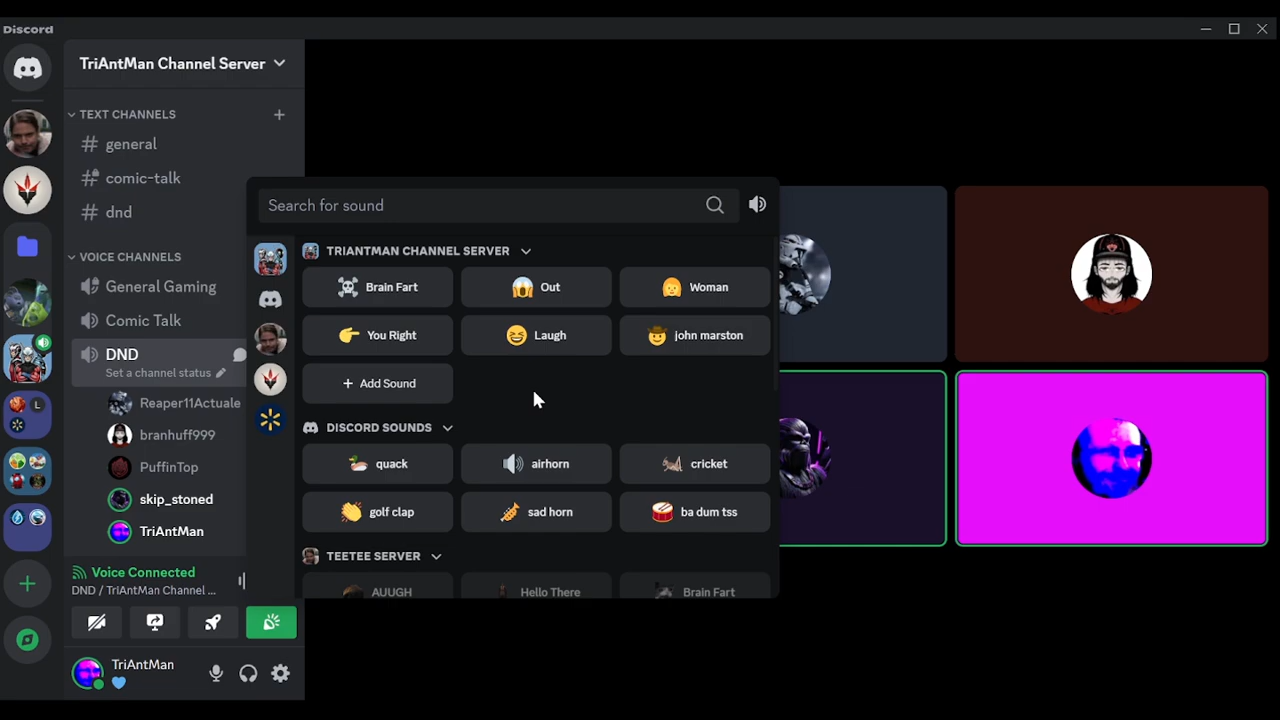 Discord
TriAntMan Channel Server
TEXT CHANNELS
general
comic-talk
dnd
VOICE CHANNELS
General Gaming
Comic Talk
DND
Set a channel status
Reaper11Actuale
branhuff999
PuffinTop
skip_stoned
TriAntMan
Voice Connected
DND / TriAntMan Channel ...
TriAntMan
Search for sound
TRIANTMAN CHANNEL SERVER
Brain Fart
Out
Woman
You Right
Laugh
john marston
+ Add Sound
DISCORD SOUNDS
quack
airhorn
cricket
golf clap
sad horn
ba dum tss
TEETEE SERVER
AUUGH
Hello There
Brain Fart
L